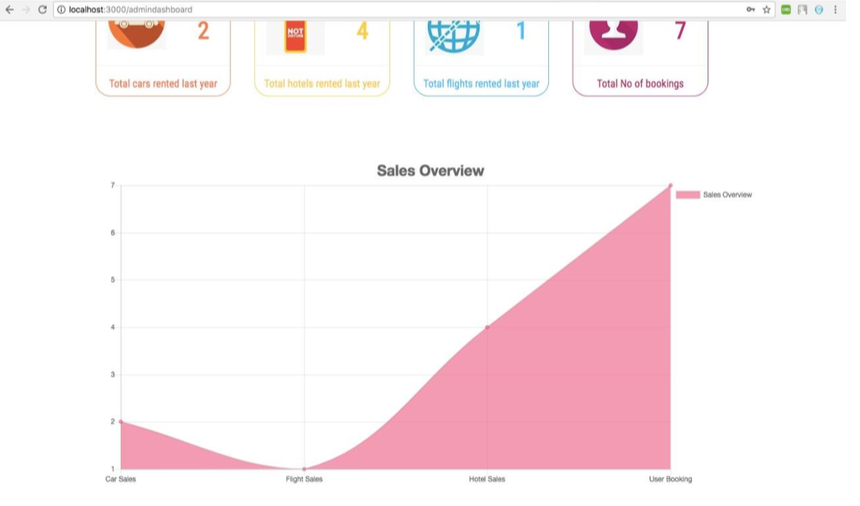 localhost:3000/admindashboard
2
NOT
4
1
7
Total cars rented last year
Total hotels rented last year
Total flights rented last year
Total No of bookings
Sales Overview
Sales Overview
7
6
5
4
3
2
1
Car Sales
Flight Sales
Hotel Sales
User Booking